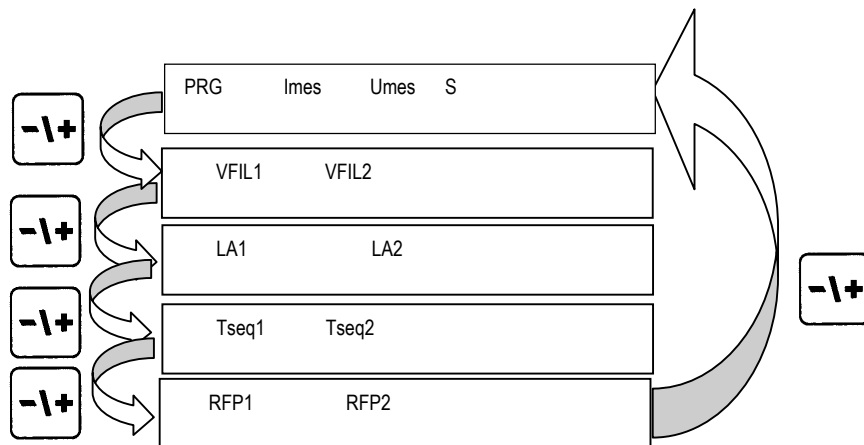 PRG Imes Umes S
-\+
VFIL1 VFIL2
-\+
LA1 LA2
-\+
-\+
Tseq1 Tseq2
-\+
RFP1 RFP2